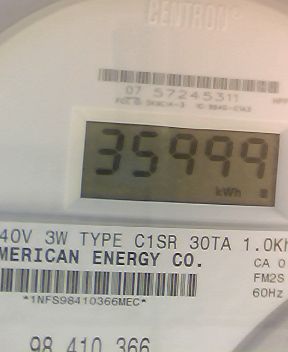 CENTRON®
07 57245311
35999
kWh
40V 3W TYPE C1SR 30TA 1.0Kh
MERICAN ENERGY CO.
CA 0
FM2S
60Hz
*1NFS98410366MEC*
98 410 366